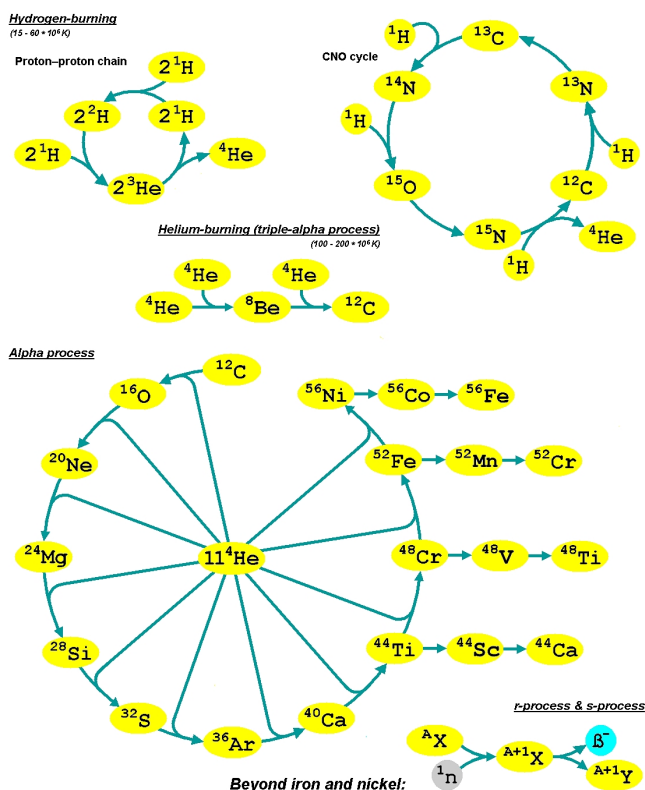 Hydrogen-burning
(15 - 60 * 10⁶ K)
Proton–proton chain
2¹H
2²H
2¹H
2¹H
2³He
⁴He
CNO cycle
¹H
¹³C
¹⁴N
¹³N
¹H
¹H
¹⁵O
¹²C
¹⁵N
⁴He
¹H
Helium-burning (triple-alpha process)
(100 - 200 * 10⁶ K)
⁴He
⁴He
⁴He
⁸Be
¹²C
Alpha process
¹²C
¹⁶O
²⁰Ne
²⁴Mg
²⁸Si
³²S
³⁶Ar
⁴⁰Ca
11⁴He
⁵⁶Ni
⁵⁶Co
⁵⁶Fe
⁵²Fe
⁵²Mn
⁵²Cr
⁴⁸Cr
⁴⁸V
⁴⁸Ti
⁴⁴Ti
⁴⁴Sc
⁴⁴Ca
r-process & s-process
ᴬX
¹n
ᴬ⁺¹X
ß⁻
ᴬ⁺¹Y
Beyond iron and nickel: